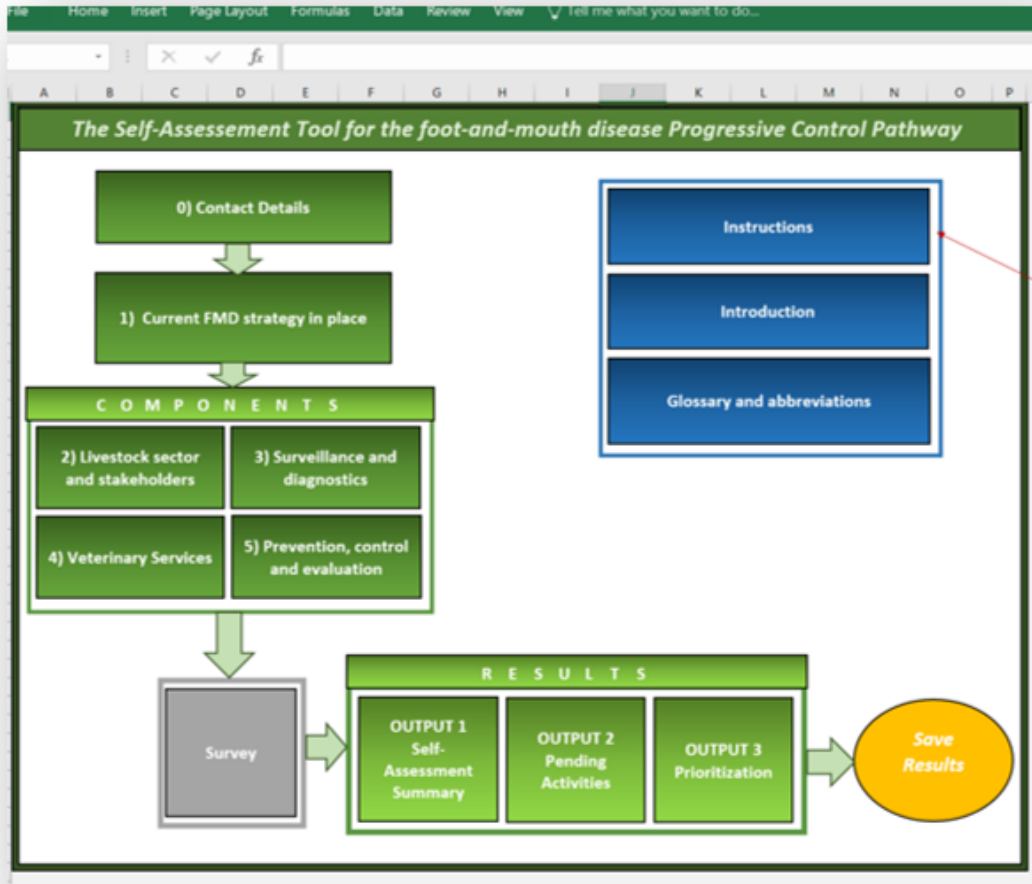 File Home Insert Page Layout Formulas Data Review View Tell me what you want to do...
fx
A B C D E F G H I J K L M N O P
The Self-Assessement Tool for the foot-and-mouth disease Progressive Control Pathway
0) Contact Details
1) Current FMD strategy in place
COMPONENTS
2) Livestock sector
and stakeholders
3) Surveillance and
diagnostics
4) Veterinary Services
5) Prevention, control
and evaluation
Instructions
Introduction
Glossary and abbreviations
Survey
RESULTS
OUTPUT 1
Self-
Assessment
Summary
OUTPUT 2
Pending
Activities
OUTPUT 3
Prioritization
Save
Results